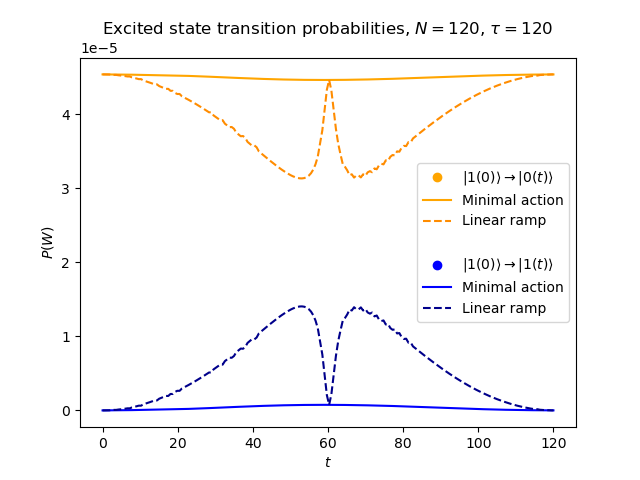 Excited state transition probabilities, N = 120, τ = 120
1e−5
4
3
2
1
0
P(W)
0 20 40 60 80 100 120
t
|1(0)⟩→|0(t)⟩
Minimal action
Linear ramp
|1(0)⟩→|1(t)⟩
Minimal action
Linear ramp